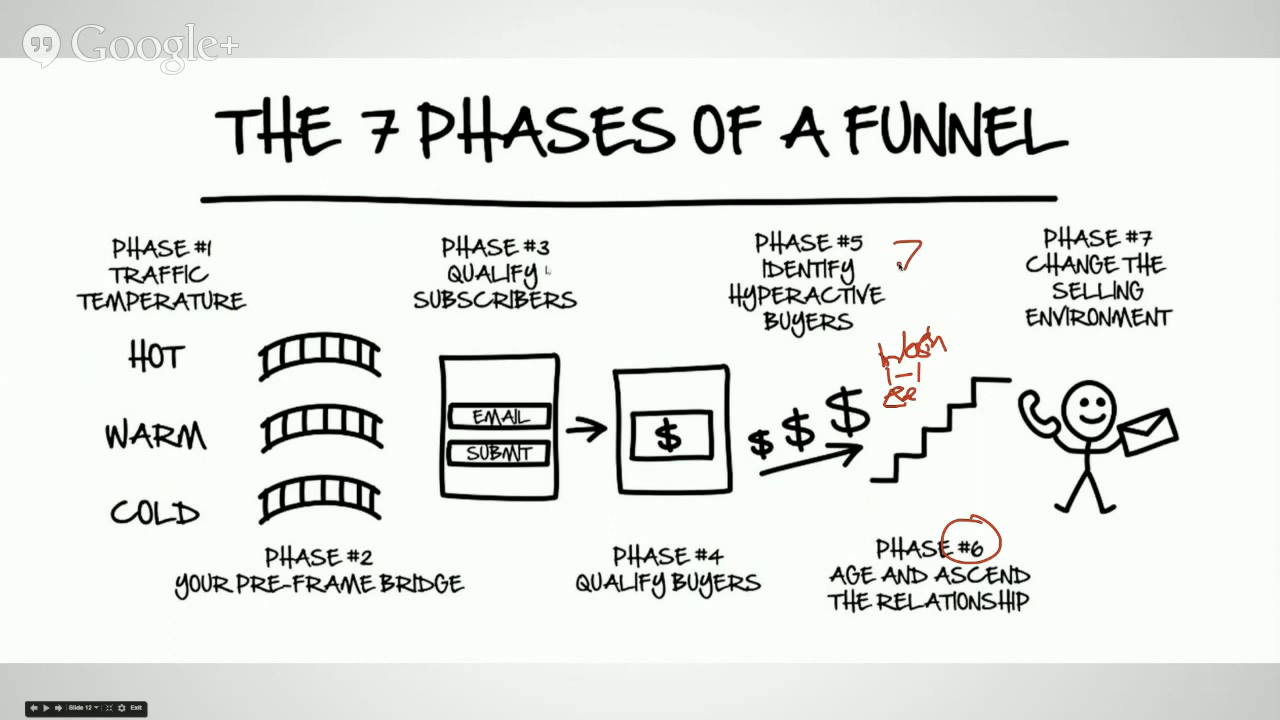 Google+
THE 7 PHASES OF A FUNNEL
PHASE #1
TRAFFIC
TEMPERATURE
HOT
WARM
COLD
PHASE #2
YOUR PRE-FRAME BRIDGE
PHASE #3
QUALIFY
SUBSCRIBERS
EMAIL
SUBMIT
$
PHASE #4
QUALIFY BUYERS
PHASE #5
IDENTIFY
HYPERACTIVE
BUYERS
7
$ $ $
PHASE #6
AGE AND ASCEND
THE RELATIONSHIP
PHASE #7
CHANGE THE
SELLING
ENVIRONMENT
Slide 12
Exit